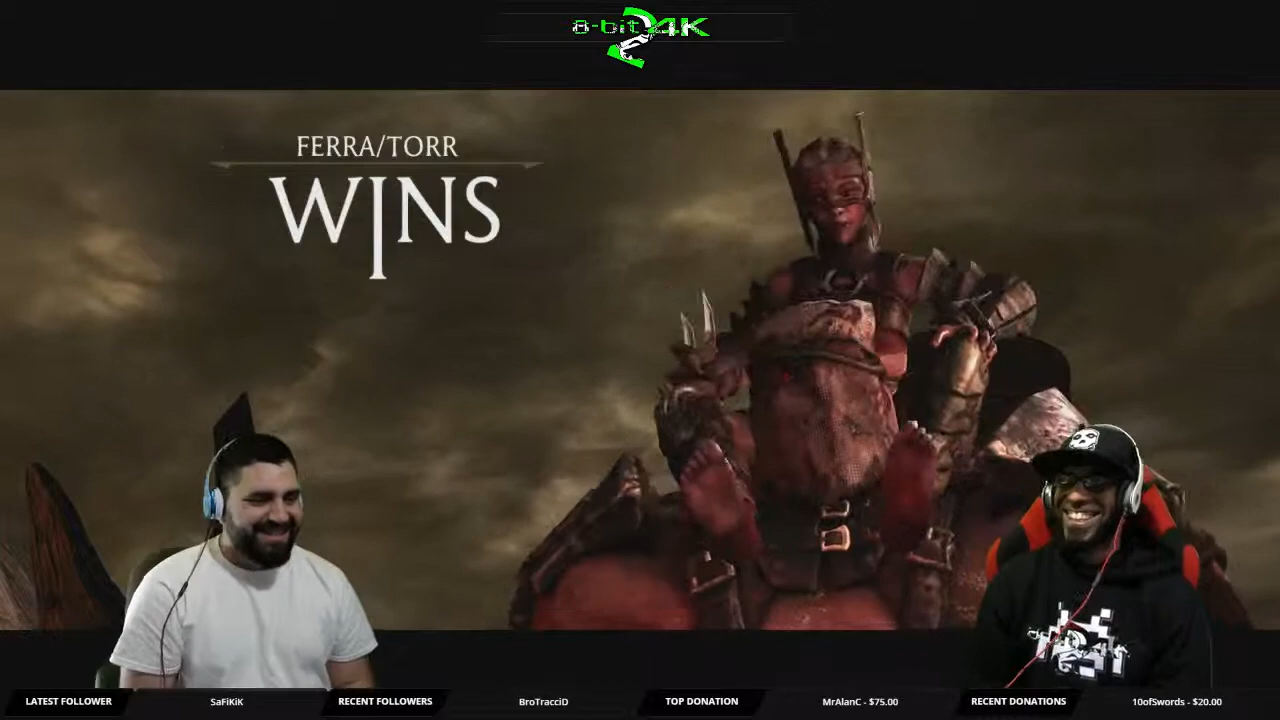 8-bit 24K
FERRA/TORR
WINS
LATEST FOLLOWER SaFiKiK RECENT FOLLOWERS BroTracciD TOP DONATION MrAlanC - $75.00 RECENT DONATIONS 10ofSwords - $20.00